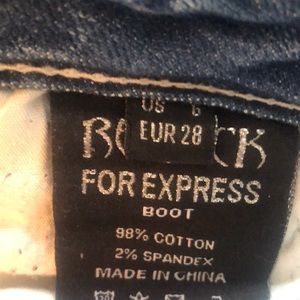 US 6
EUR 28
FOR EXPRESS
BOOT
98% COTTON
2% SPANDEX
MADE IN CHINA